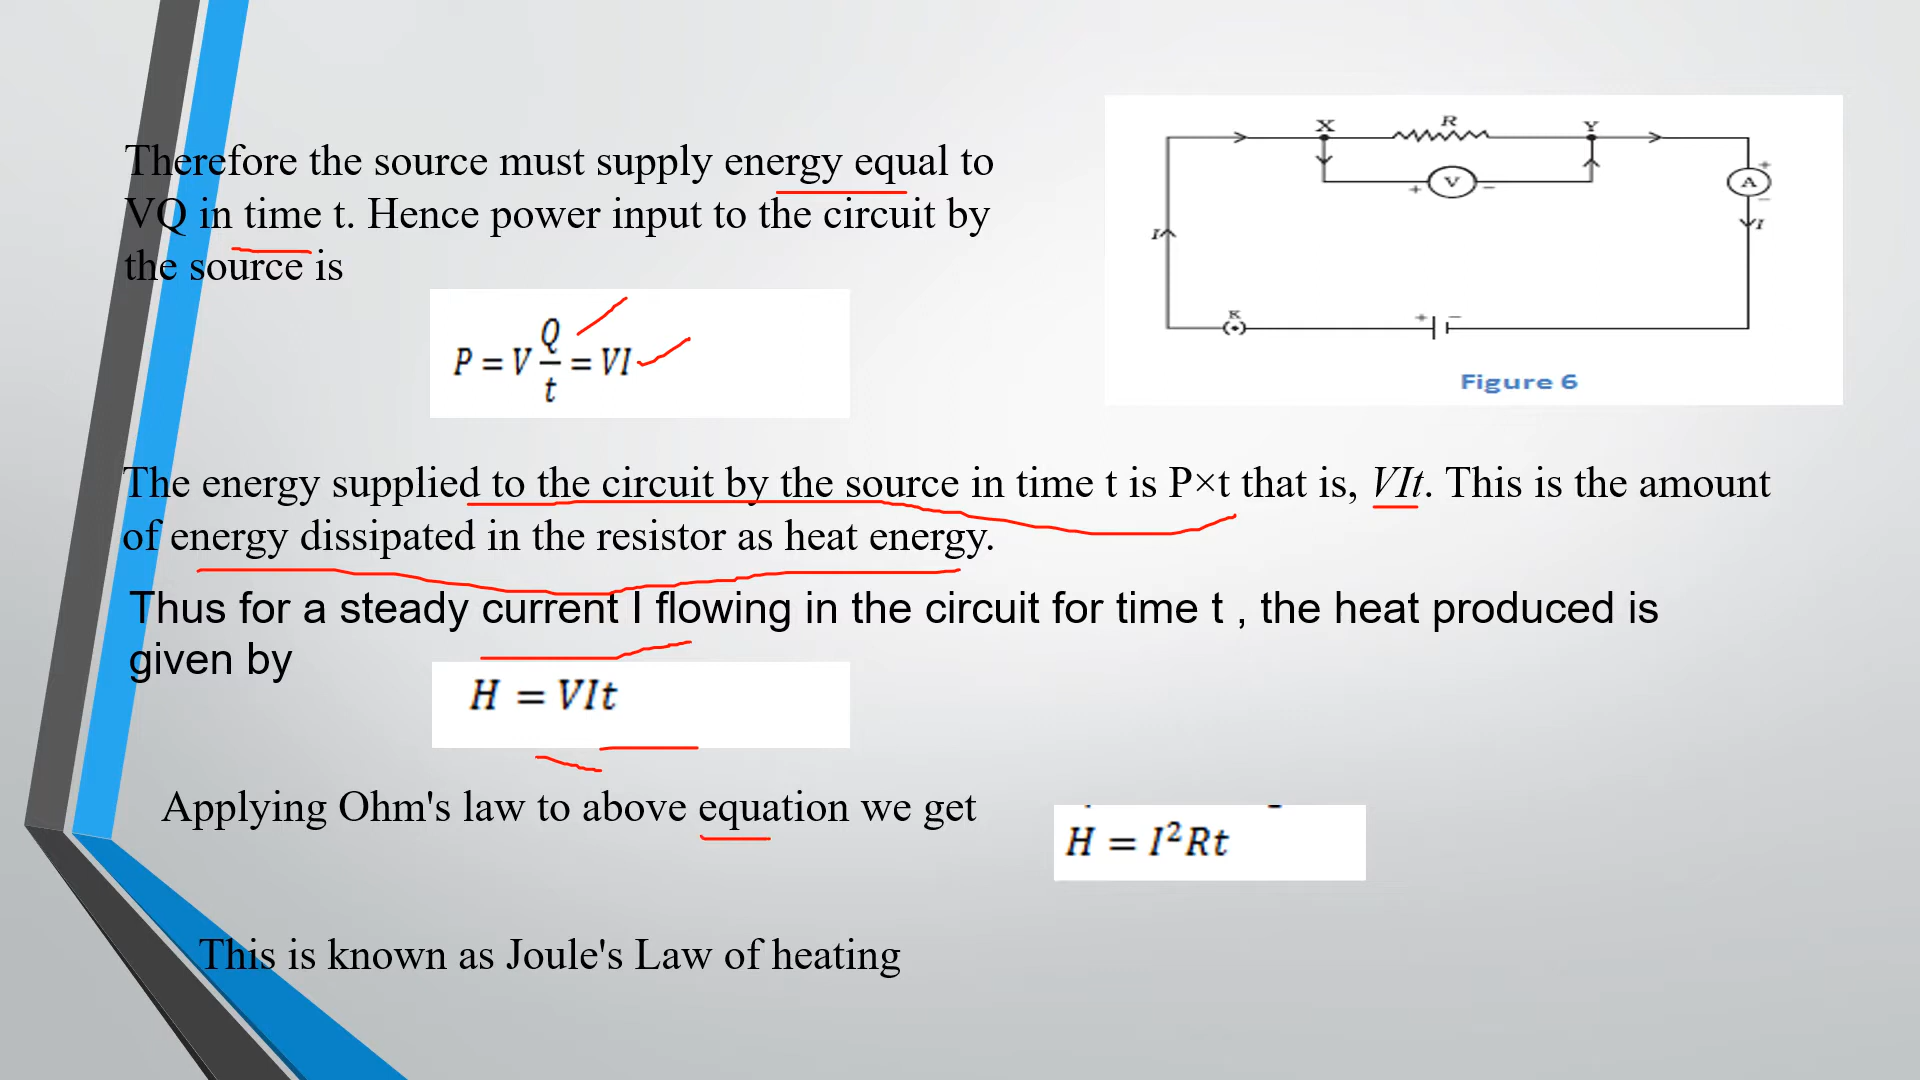 Therefore the source must supply energy equal to
VQ in time t. Hence power input to the circuit by
the source is
P = V Q/t = VI
X R Y
+ V −
+
A
−
I I
K + −
Figure 6
The energy supplied to the circuit by the source in time t is P×t that is, VIt. This is the amount
of energy dissipated in the resistor as heat energy.
Thus for a steady current I flowing in the circuit for time t , the heat produced is
given by
H = VIt
Applying Ohm's law to above equation we get
H = I²Rt
This is known as Joule's Law of heating